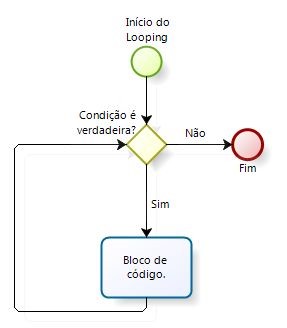 Início do
Looping
Condição é
verdadeira?
Não
Fim
Sim
Bloco de
código.